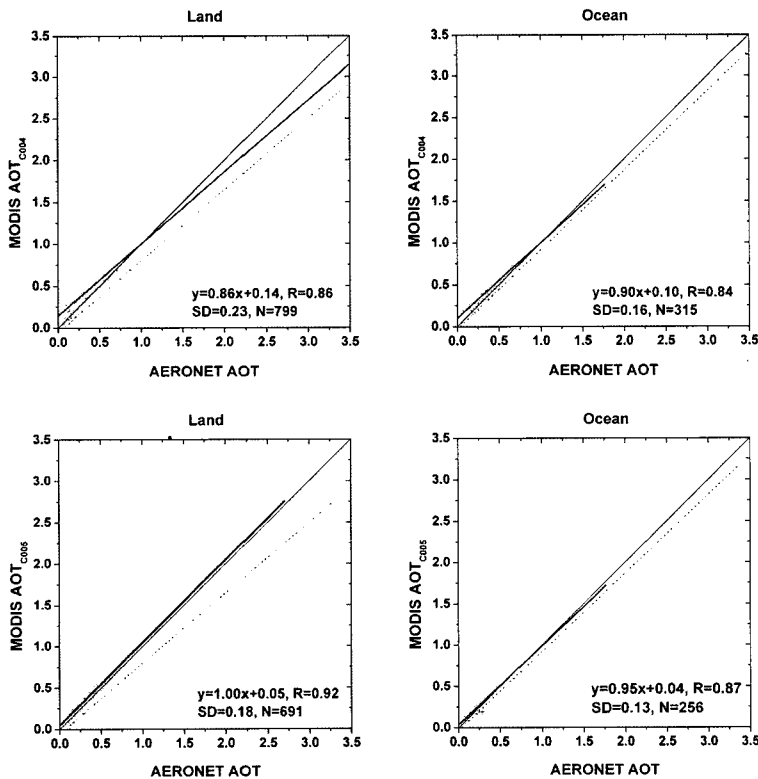 Land
3.5
3.0
2.5
2.0
1.5
1.0
0.5
0.0
MODIS AOT C004
y=0.86x+0.14, R=0.86
SD=0.23, N=799
0.0 0.5 1.0 1.5 2.0 2.5 3.0 3.5
AERONET AOT
Ocean
3.5
3.0
2.5
2.0
1.5
1.0
0.5
0.0
MODIS AOT C004
y=0.90x+0.10, R=0.84
SD=0.16, N=315
0.0 0.5 1.0 1.5 2.0 2.5 3.0 3.5
AERONET AOT
Land
3.5
3.0
2.5
2.0
1.5
1.0
0.5
0.0
MODIS AOT C005
y=1.00x+0.05, R=0.92
SD=0.18, N=691
0.0 0.5 1.0 1.5 2.0 2.5 3.0 3.5
AERONET AOT
Ocean
3.5
3.0
2.5
2.0
1.5
1.0
0.5
0.0
MODIS AOT C005
y=0.95x+0.04, R=0.87
SD=0.13, N=256
0.0 0.5 1.0 1.5 2.0 2.5 3.0 3.5
AERONET AOT